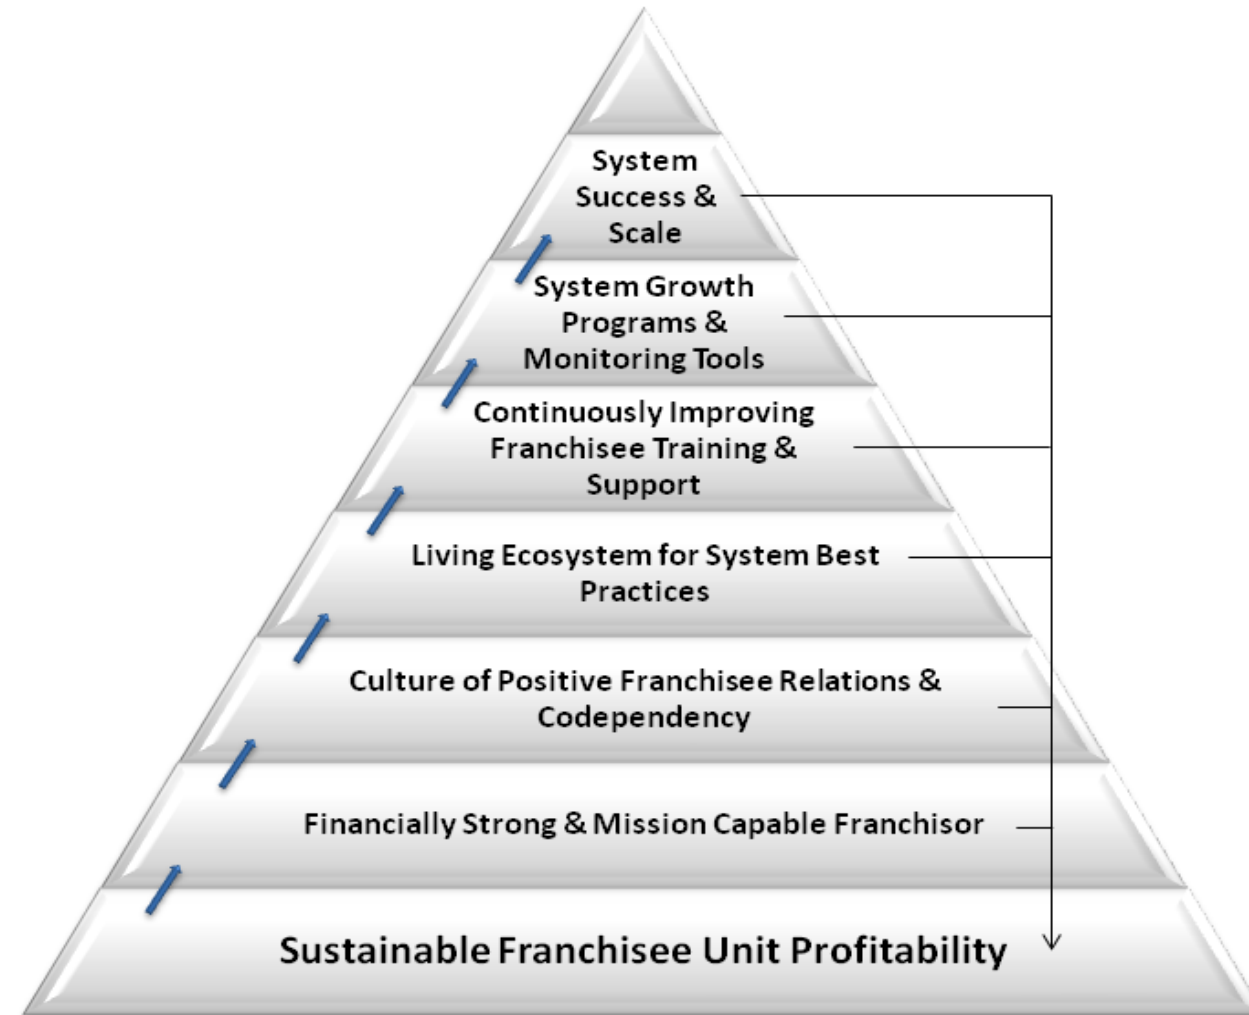 System
Success &
Scale
System Growth
Programs &
Monitoring Tools
Continuously Improving
Franchisee Training &
Support
Living Ecosystem for System Best
Practices
Culture of Positive Franchisee Relations &
Codependency
Financially Strong & Mission Capable Franchisor
Sustainable Franchisee Unit Profitability